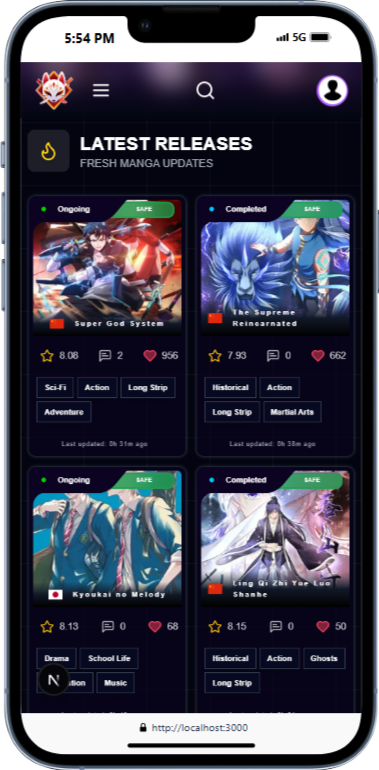 5:54 PM 5G
LATEST RELEASES
FRESH MANGA UPDATES
Ongoing SAFE
Super God System
8.08 2 956
Sci-Fi Action Long Strip
Adventure
Last updated: 0h 31m ago
Completed SAFE
The Supreme
Reincarnated
7.93 0 662
Historical Action
Long Strip Martial Arts
Last updated: 0h 38m ago
Ongoing SAFE
Kyoukai no Melody
8.13 0 68
Drama School Life
N
Music
Completed SAFE
Ling Qi Zhi Yue Luo
Shanhe
8.15 0 50
Historical Action Ghosts
Long Strip
http://localhost:3000